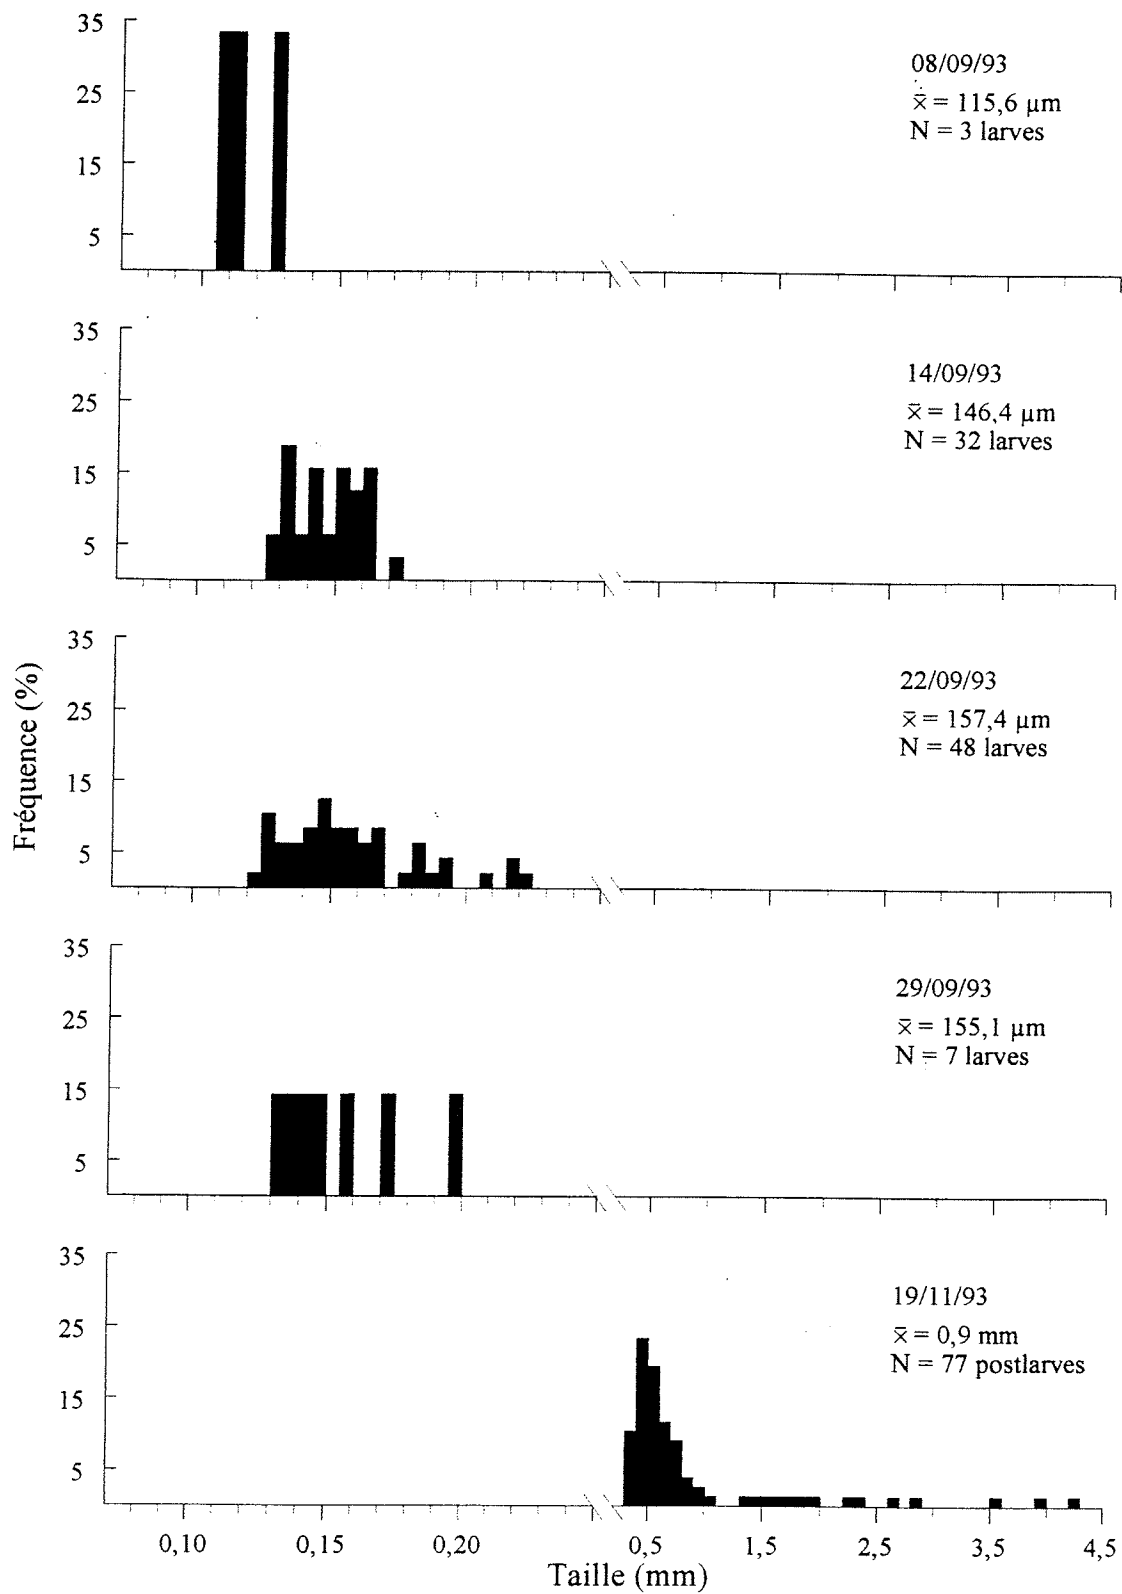 35
25
15
5
08/09/93
x̄ = 115,6 µm
N = 3 larves
35
25
15
5
14/09/93
x̄ = 146,4 µm
N = 32 larves
Fréquence (%)
35
25
15
5
22/09/93
x̄ = 157,4 µm
N = 48 larves
35
25
15
5
29/09/93
x̄ = 155,1 µm
N = 7 larves
35
25
15
5
19/11/93
x̄ = 0,9 mm
N = 77 postlarves
0,10 0,15 0,20 0,5 1,5 2,5 3,5 4,5
Taille (mm)